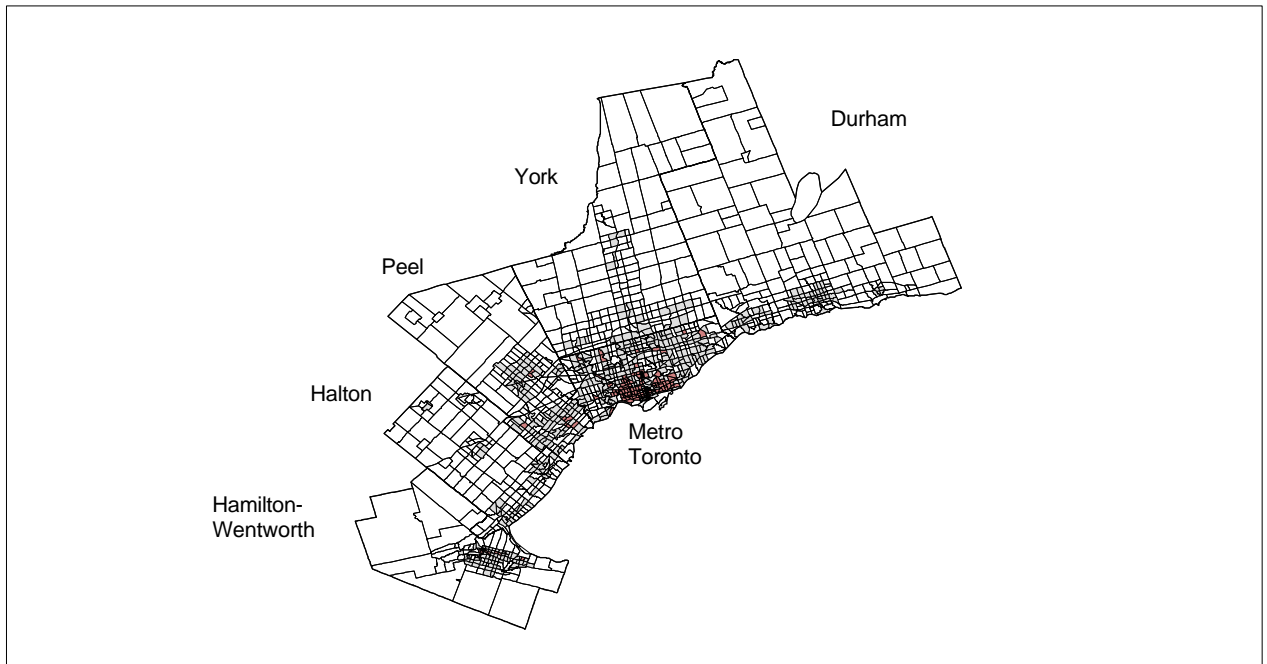 Durham
York
Peel
Halton
Metro
Toronto
Hamilton-
Wentworth